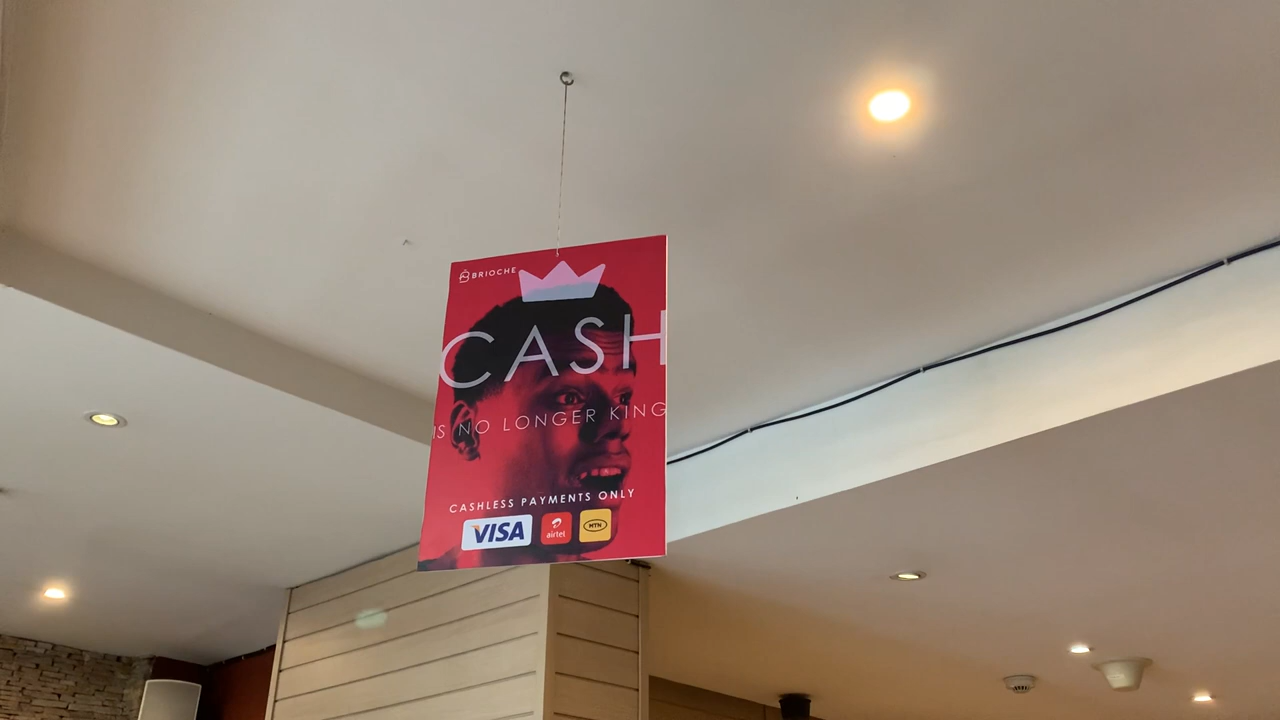 BRIOCHE
CASH
IS NO LONGER KING
CASHLESS PAYMENTS ONLY
VISA airtel MTN